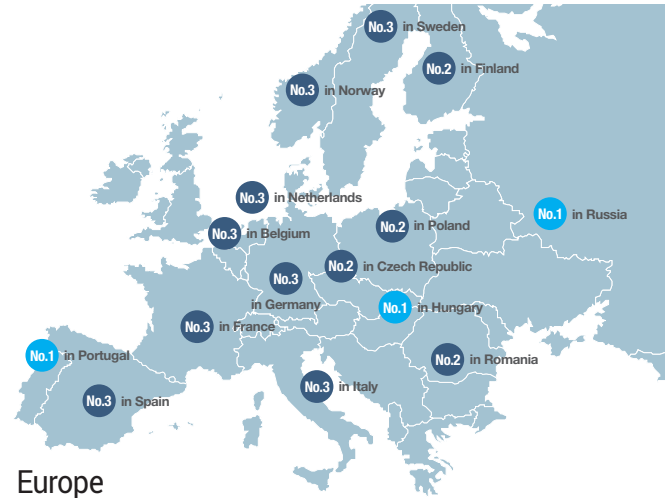 No.3 in Sweden
No.2 in Finland
No.3 in Norway
No.3 in Netherlands
No.1 in Russia
No.2 in Poland
No.3 in Belgium
No.2 in Czech Republic
No.3
in Germany
No.1 in Hungary
No.3 in France
No.1 in Portugal
No.2 in Romania
No.3 in Italy
No.3 in Spain
Europe